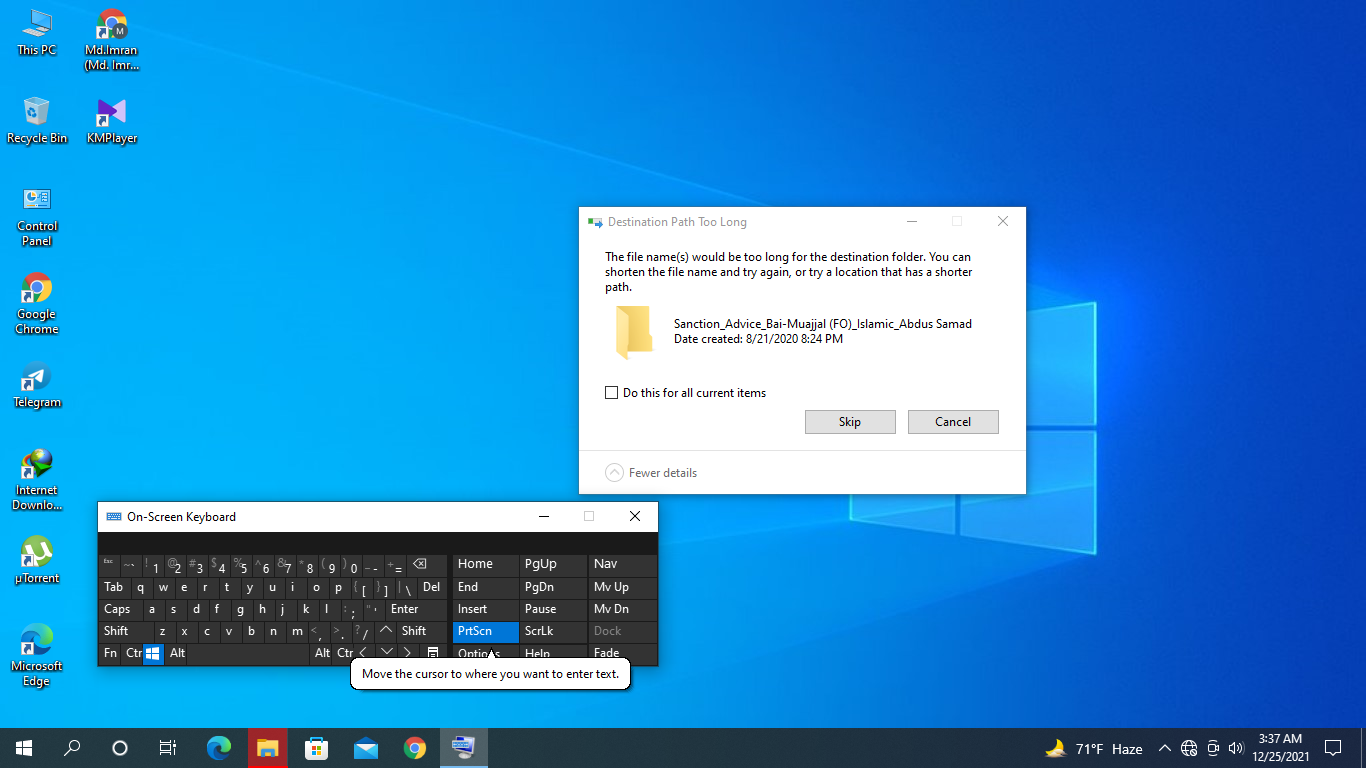 This PC
Md.Imran
(Md. Imr...
Recycle Bin
KMPlayer
Control
Panel
Google
Chrome
Telegram
Internet
Downlo...
µTorrent
Microsoft
Edge
Destination Path Too Long
The file name(s) would be too long for the destination folder. You can
shorten the file name and try again, or try a location that has a shorter
path.
Sanction_Advice_Bai-Muajjal (FO)_Islamic_Abdus Samad
Date created: 8/21/2020 8:24 PM
Do this for all current items
Skip Cancel
Fewer details
On-Screen Keyboard
Esc ~ ` ! 1 @ 2 # 3 $ 4 % 5 ^ 6 & 7 * 8 ( 9 ) 0 _ - + = Home PgUp Nav
Tab q w e r t y u i o p { [ } ] | \ Del End PgDn Mv Up
Caps a s d f g h j k l : ; " ' Enter Insert Pause Mv Dn
Shift z x c v b n m < , > . ? / Shift PrtScn ScrLk Dock
Fn Ctr Alt Alt Ctr Options Help Fade
Move the cursor to where you want to enter text.
71°F Haze
3:37 AM
12/25/2021